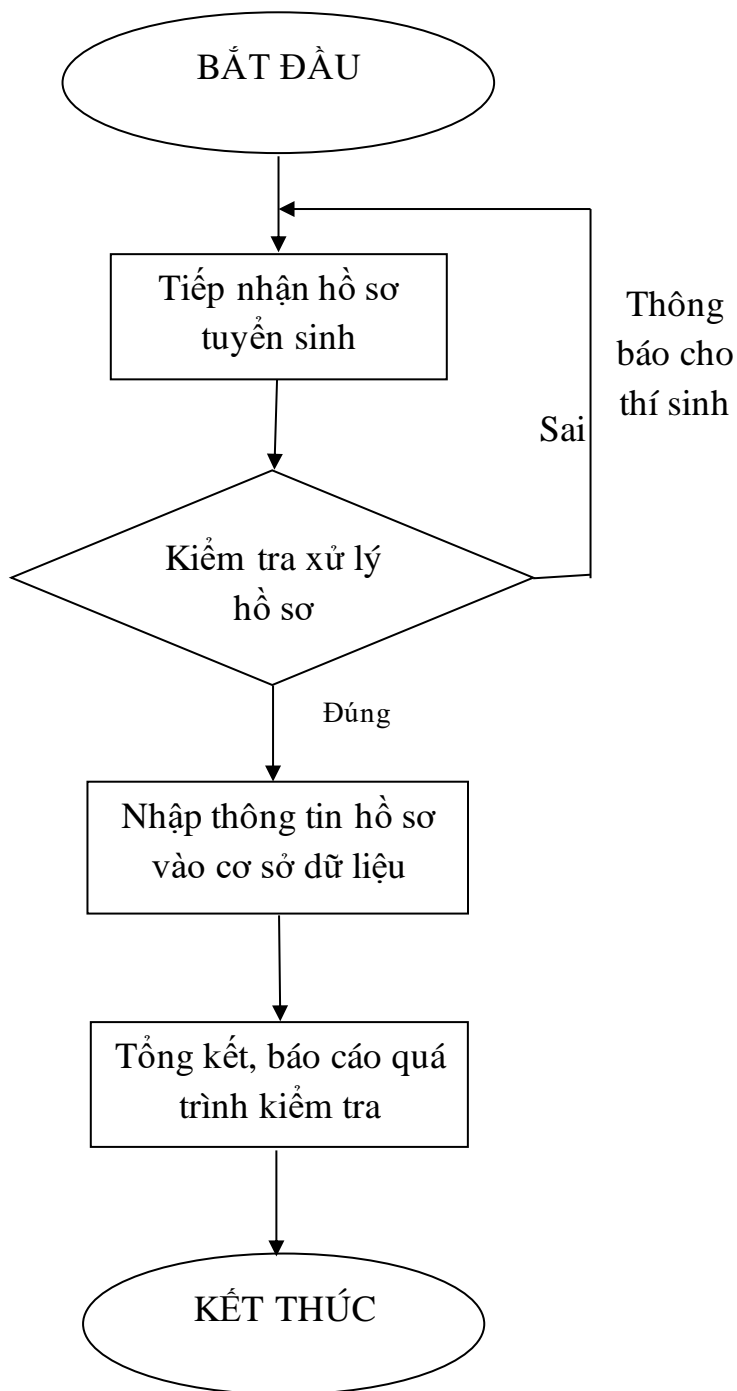 BẮT ĐẦU
Tiếp nhận hồ sơ
tuyển sinh
Thông
báo cho
thí sinh
Sai
Kiểm tra xử lý
hồ sơ
Đúng
Nhập thông tin hồ sơ
vào cơ sở dữ liệu
Tổng kết, báo cáo quá
trình kiểm tra
KẾT THÚC